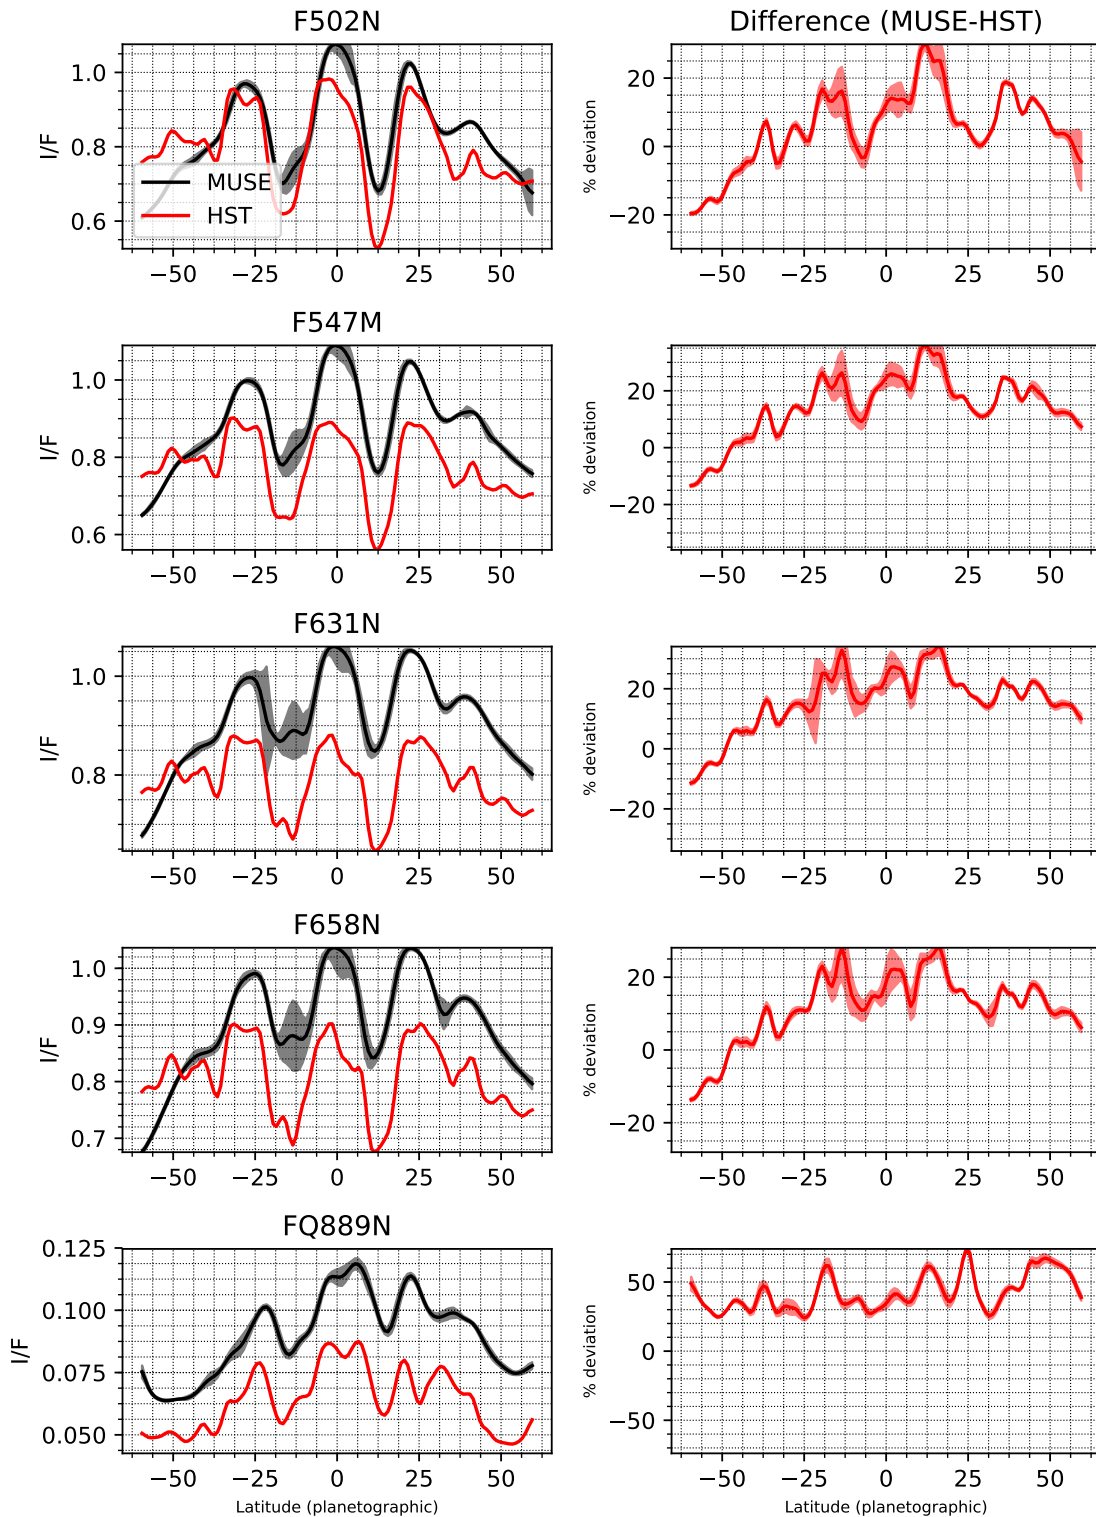 F502N
Difference (MUSE-HST)
I/F
1.0
0.8
0.6
MUSE
HST
−50 −25 0 25 50
% deviation
20
0
−20
−50 −25 0 25 50
F547M
I/F
1.0
0.8
0.6
−50 −25 0 25 50
% deviation
20
0
−20
−50 −25 0 25 50
F631N
I/F
1.0
0.8
−50 −25 0 25 50
% deviation
20
0
−20
−50 −25 0 25 50
F658N
I/F
1.0
0.9
0.8
0.7
−50 −25 0 25 50
% deviation
20
0
−20
−50 −25 0 25 50
FQ889N
I/F
0.125
0.100
0.075
0.050
−50 −25 0 25 50
Latitude (planetographic)
% deviation
50
0
−50
−50 −25 0 25 50
Latitude (planetographic)